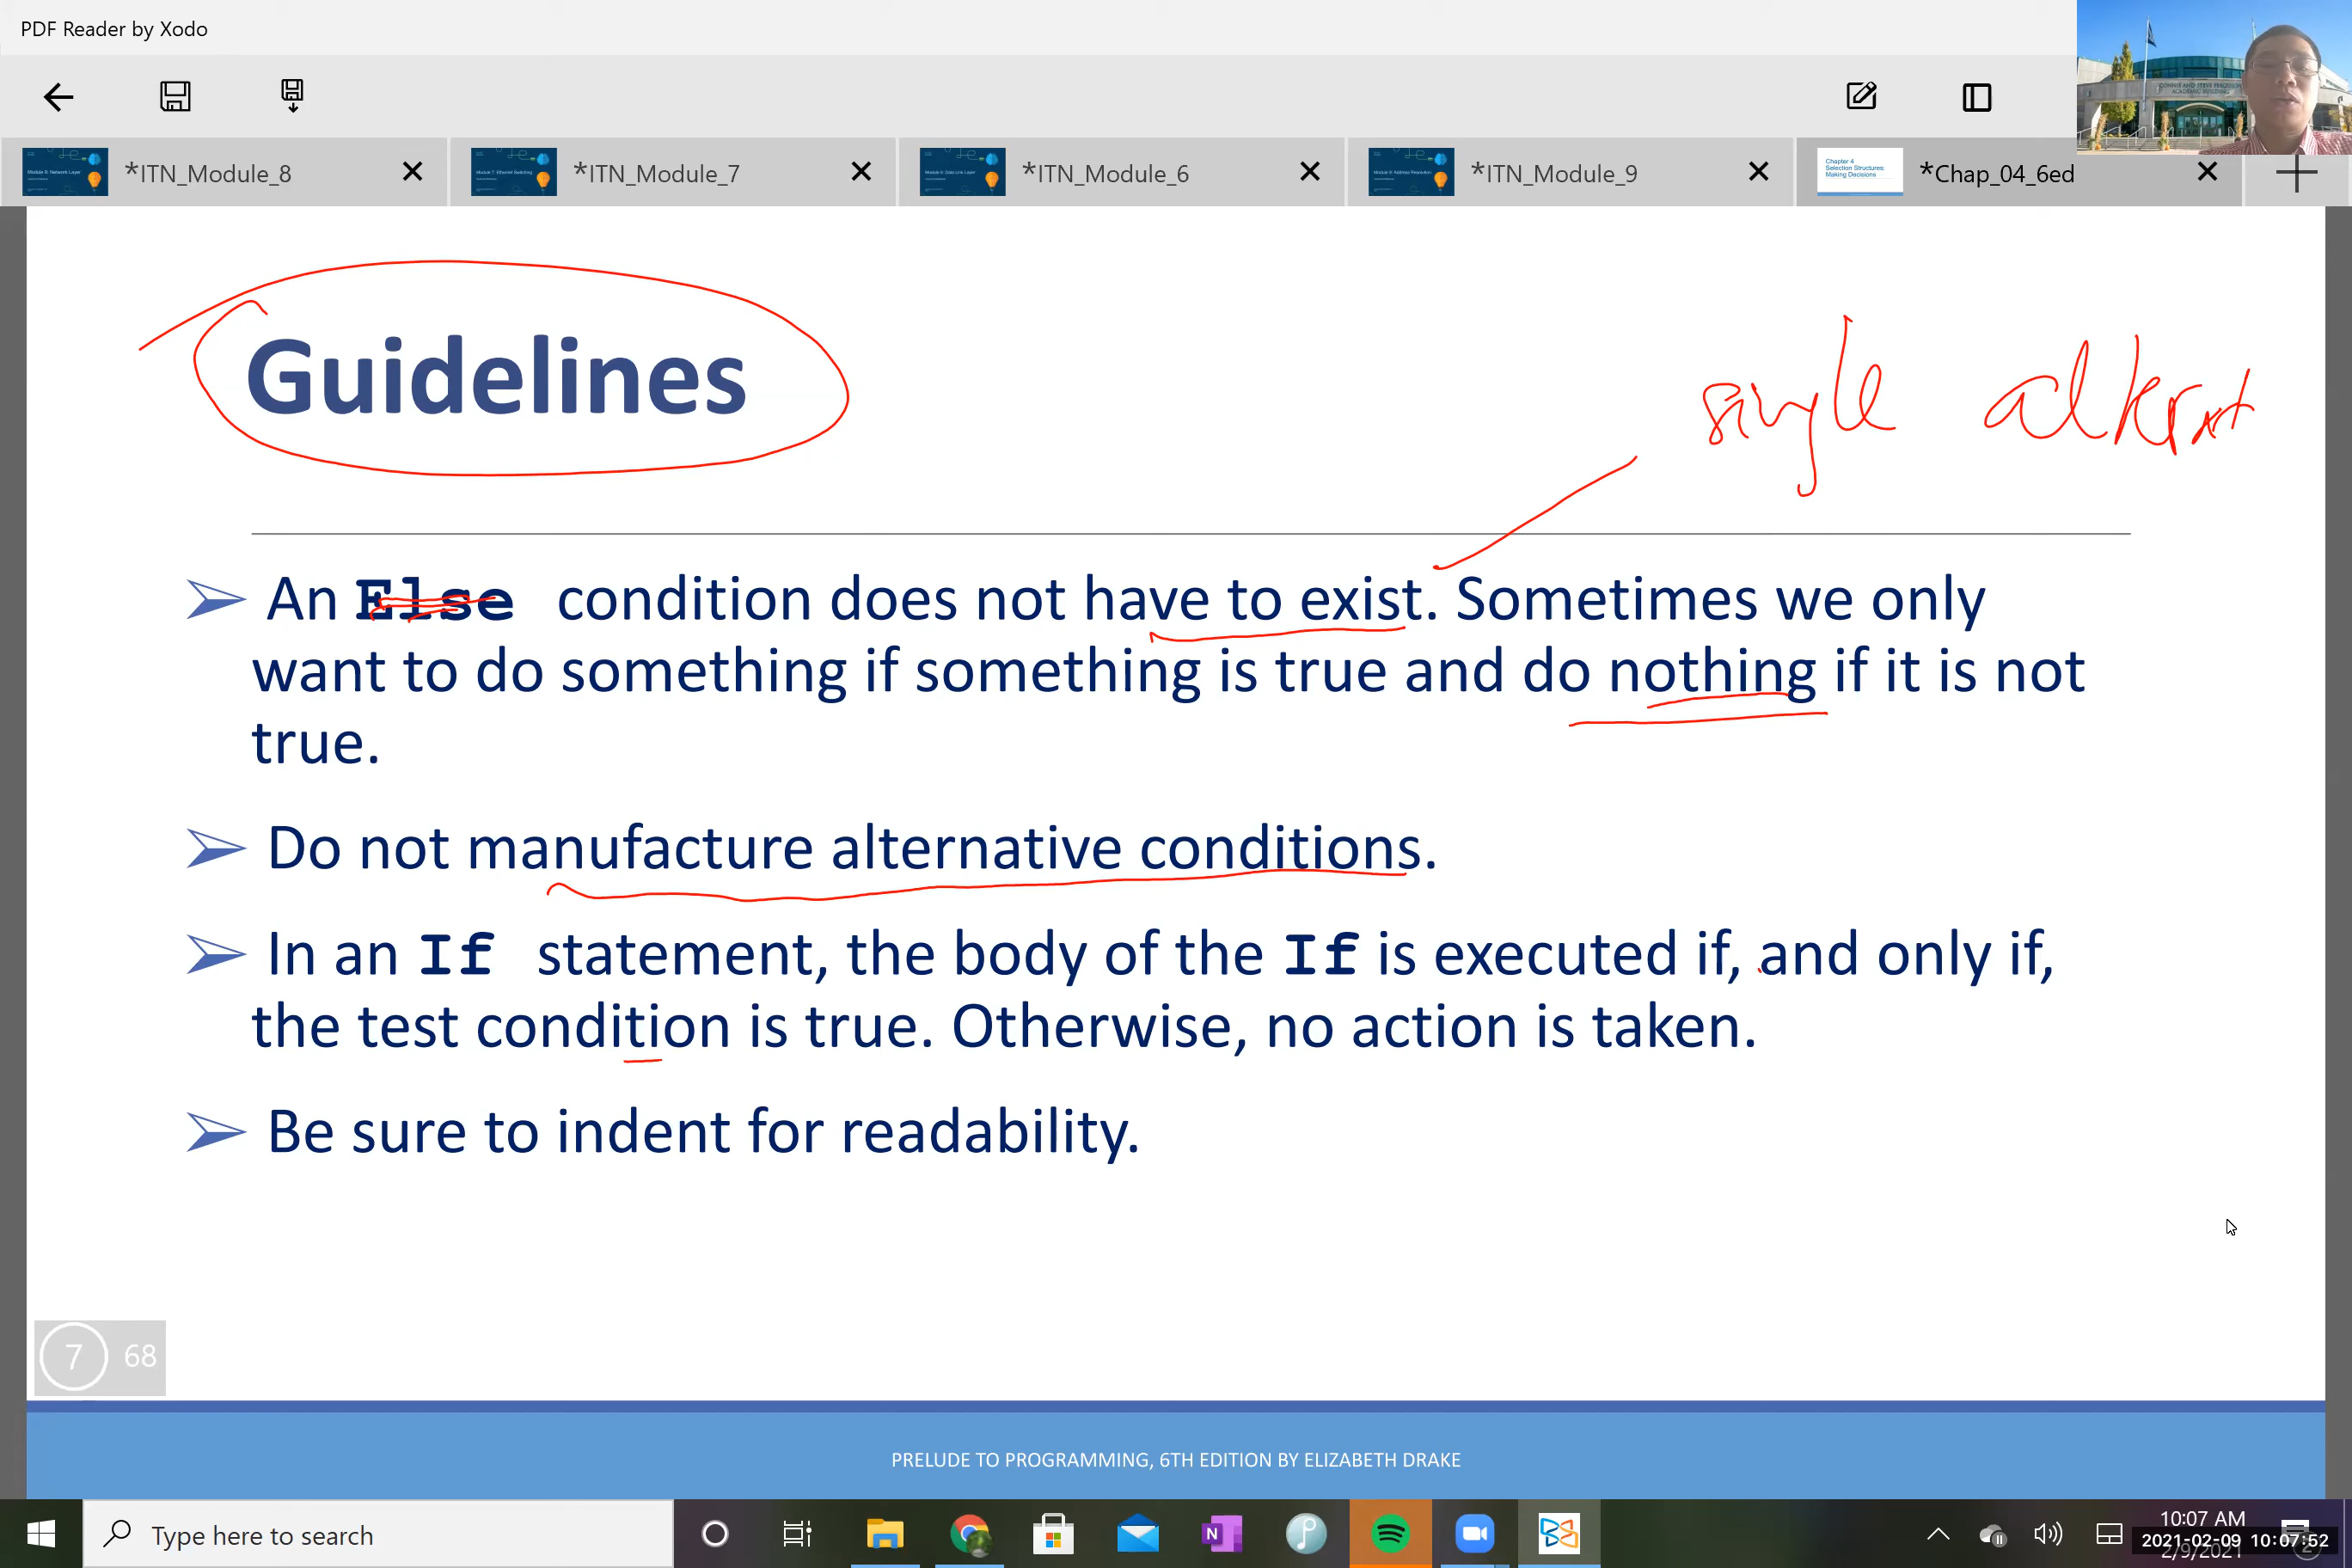 PDF Reader by Xodo
*ITN_Module_8
*ITN_Module_7
*ITN_Module_6
*ITN_Module_9
*Chap_04_6ed
Chapter 4
Selection Structures:
Making Decisions
Guidelines
single
An Else condition does not have to exist. Sometimes we only
want to do something if something is true and do nothing if it is not
true.
Do not manufacture alternative conditions.
In an If statement, the body of the If is executed if, and only if,
the test condition is true. Otherwise, no action is taken.
Be sure to indent for readability.
7 68
PRELUDE TO PROGRAMMING, 6TH EDITION BY ELIZABETH DRAKE
Type here to search
10:07 AM
2021-02-09 10:07:52